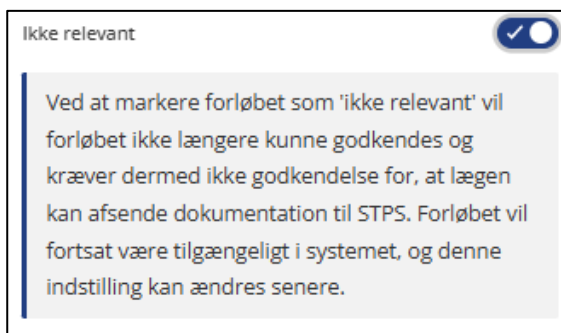 Ikke relevant
Ved at markere forløbet som 'ikke relevant' vil
forløbet ikke længere kunne godkendes og
kræver dermed ikke godkendelse for, at lægen
kan afsende dokumentation til STPS. Forløbet vil
fortsat være tilgængeligt i systemet, og denne
indstilling kan ændres senere.